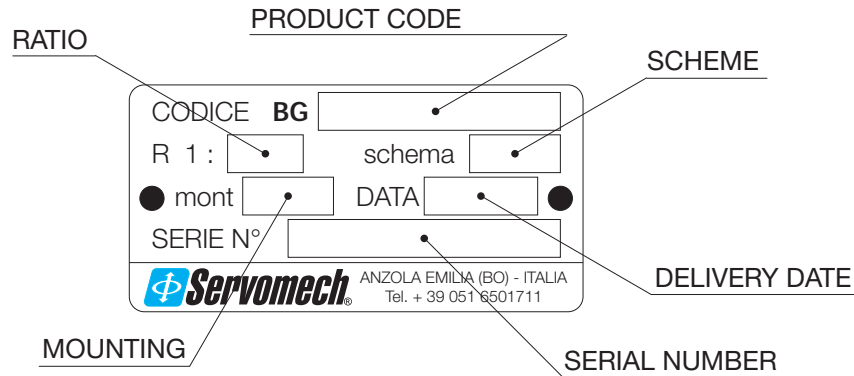 PRODUCT CODE
RATIO
SCHEME
CODICE BG
R 1 : schema
mont DATA
SERIE N°
Servomech® ANZOLA EMILIA (BO) - ITALIA
Tel. + 39 051 6501711
DELIVERY DATE
MOUNTING
SERIAL NUMBER